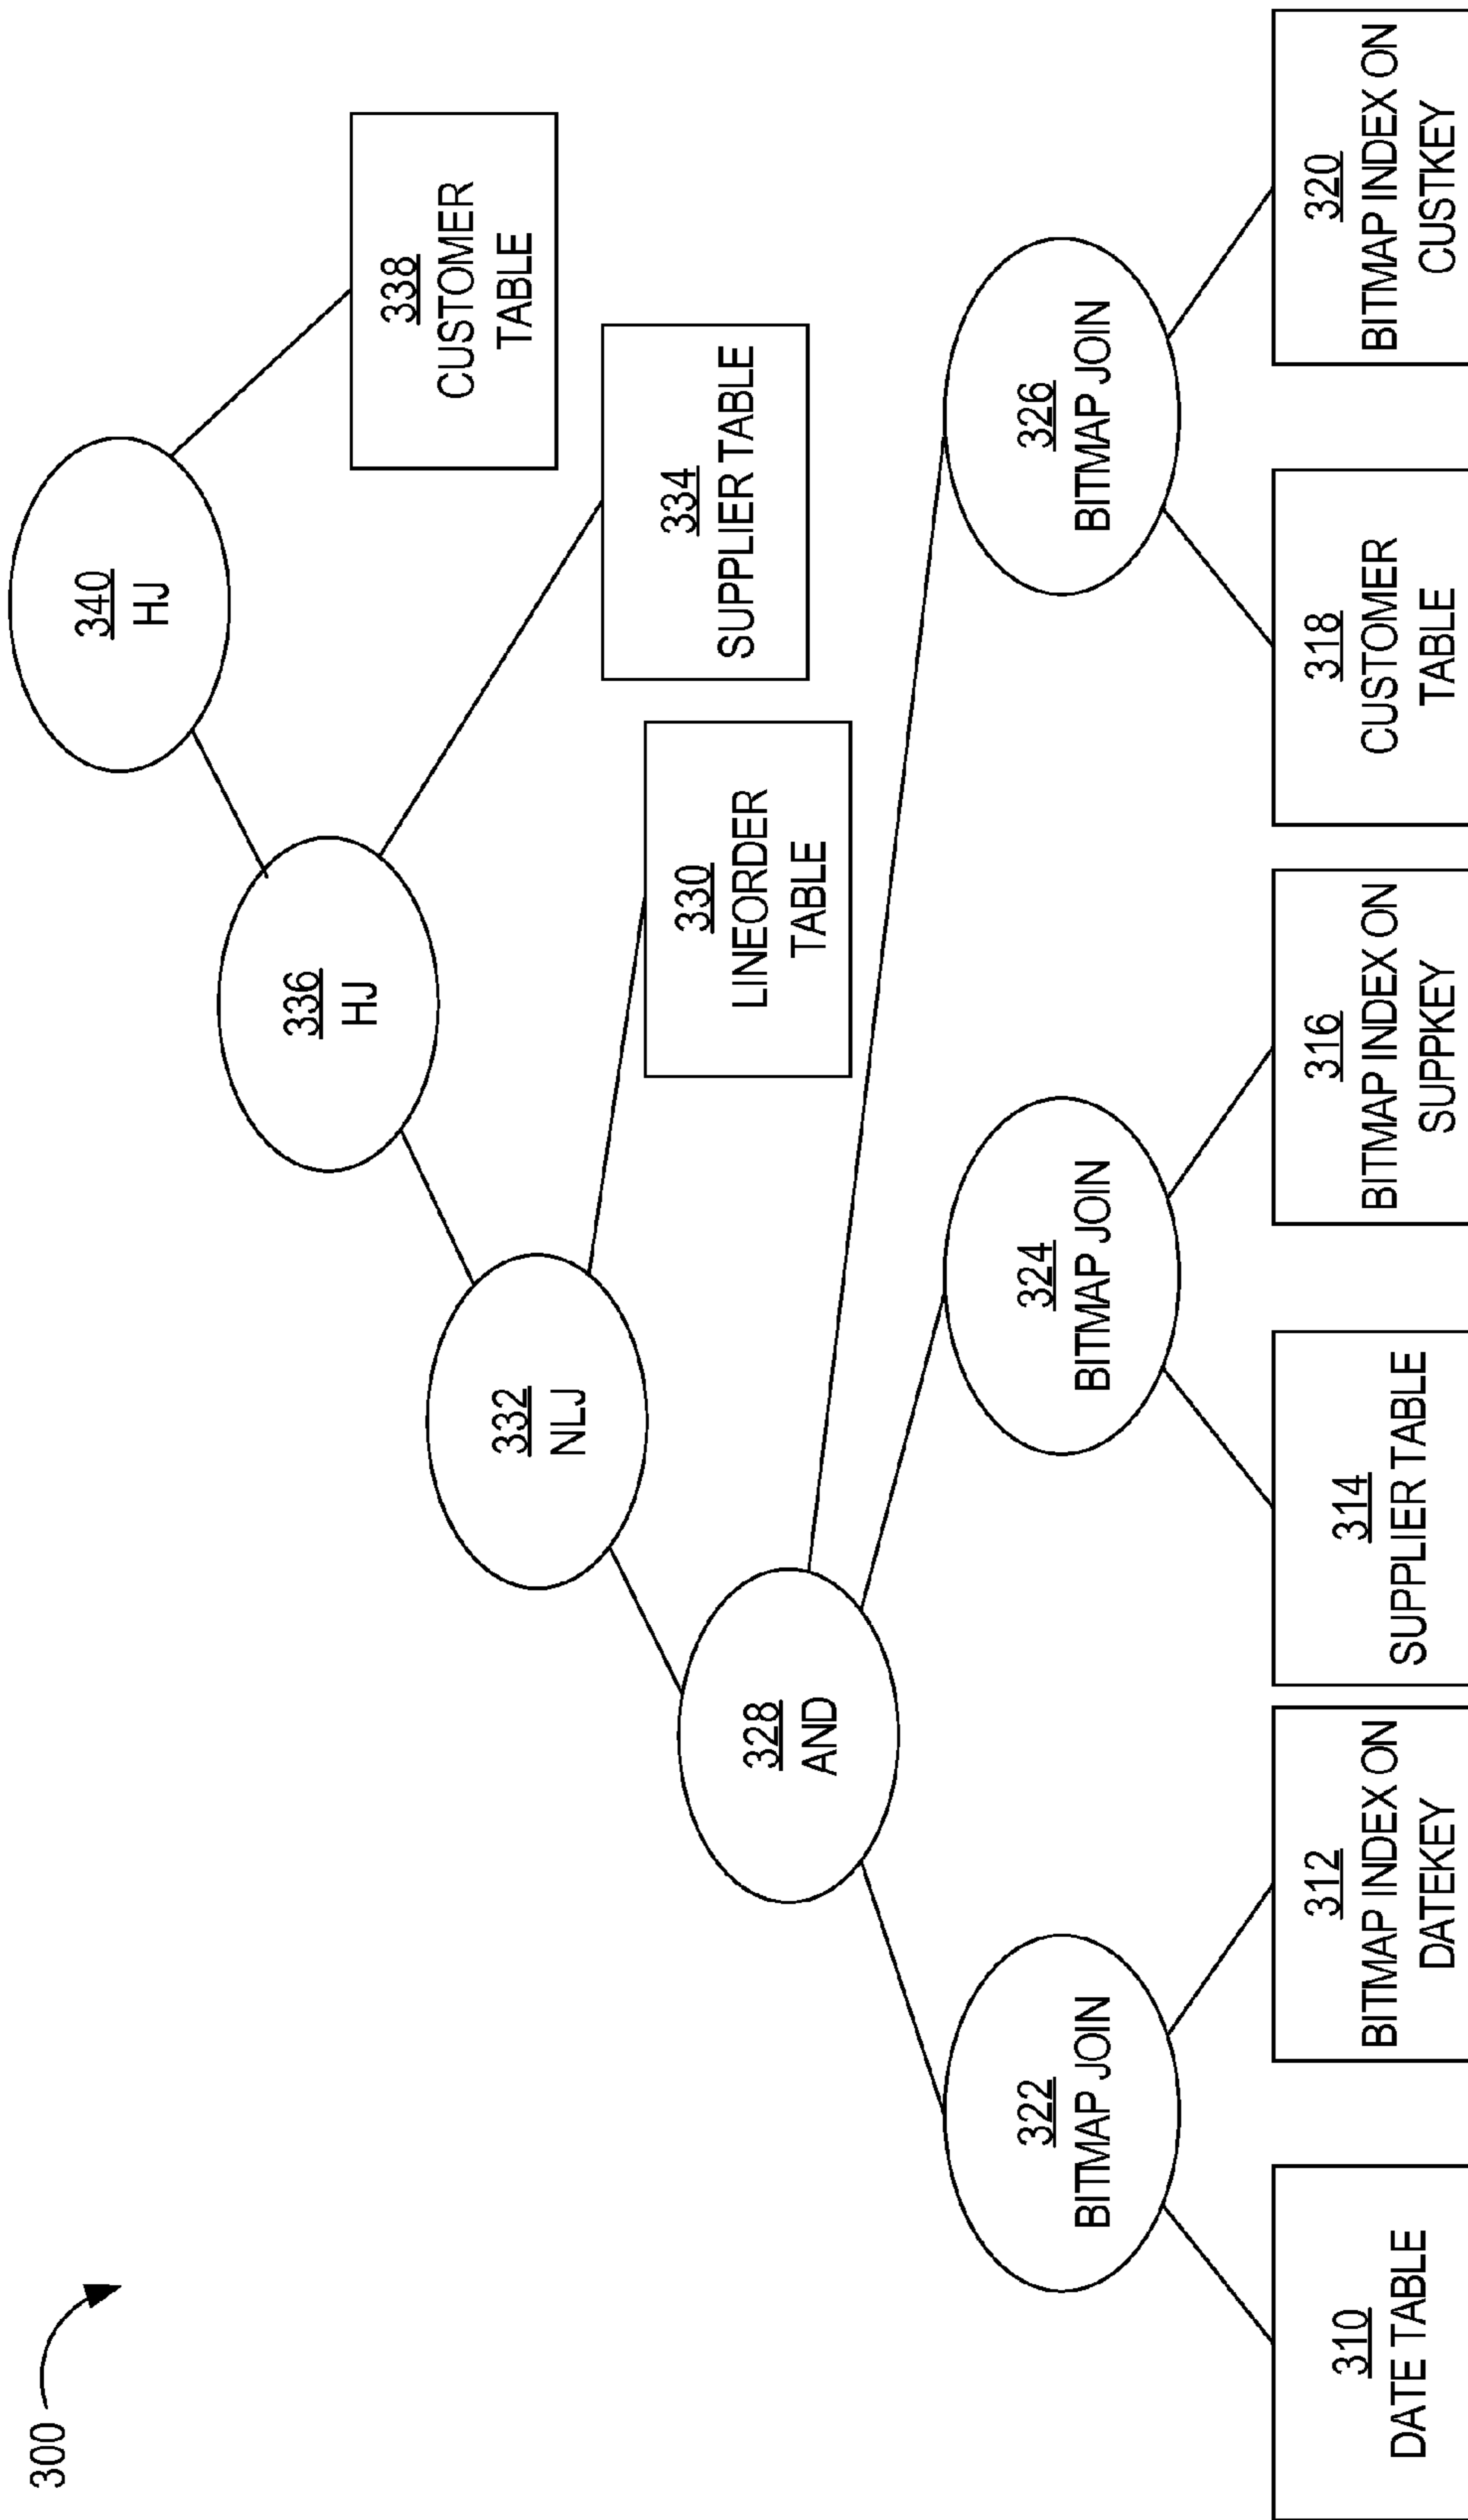 300
340
HJ
336
HJ
338
CUSTOMER
TABLE
332
NLJ
334
SUPPLIER TABLE
330
LINEORDER
TABLE
328
AND
322
BITMAP JOIN
324
BITMAP JOIN
326
BITMAP JOIN
310
DATE TABLE
312
BITMAP INDEX ON
DATEKEY
314
SUPPLIER TABLE
316
BITMAP INDEX ON
SUPPKEY
318
CUSTOMER
TABLE
320
BITMAP INDEX ON
CUSTKEY